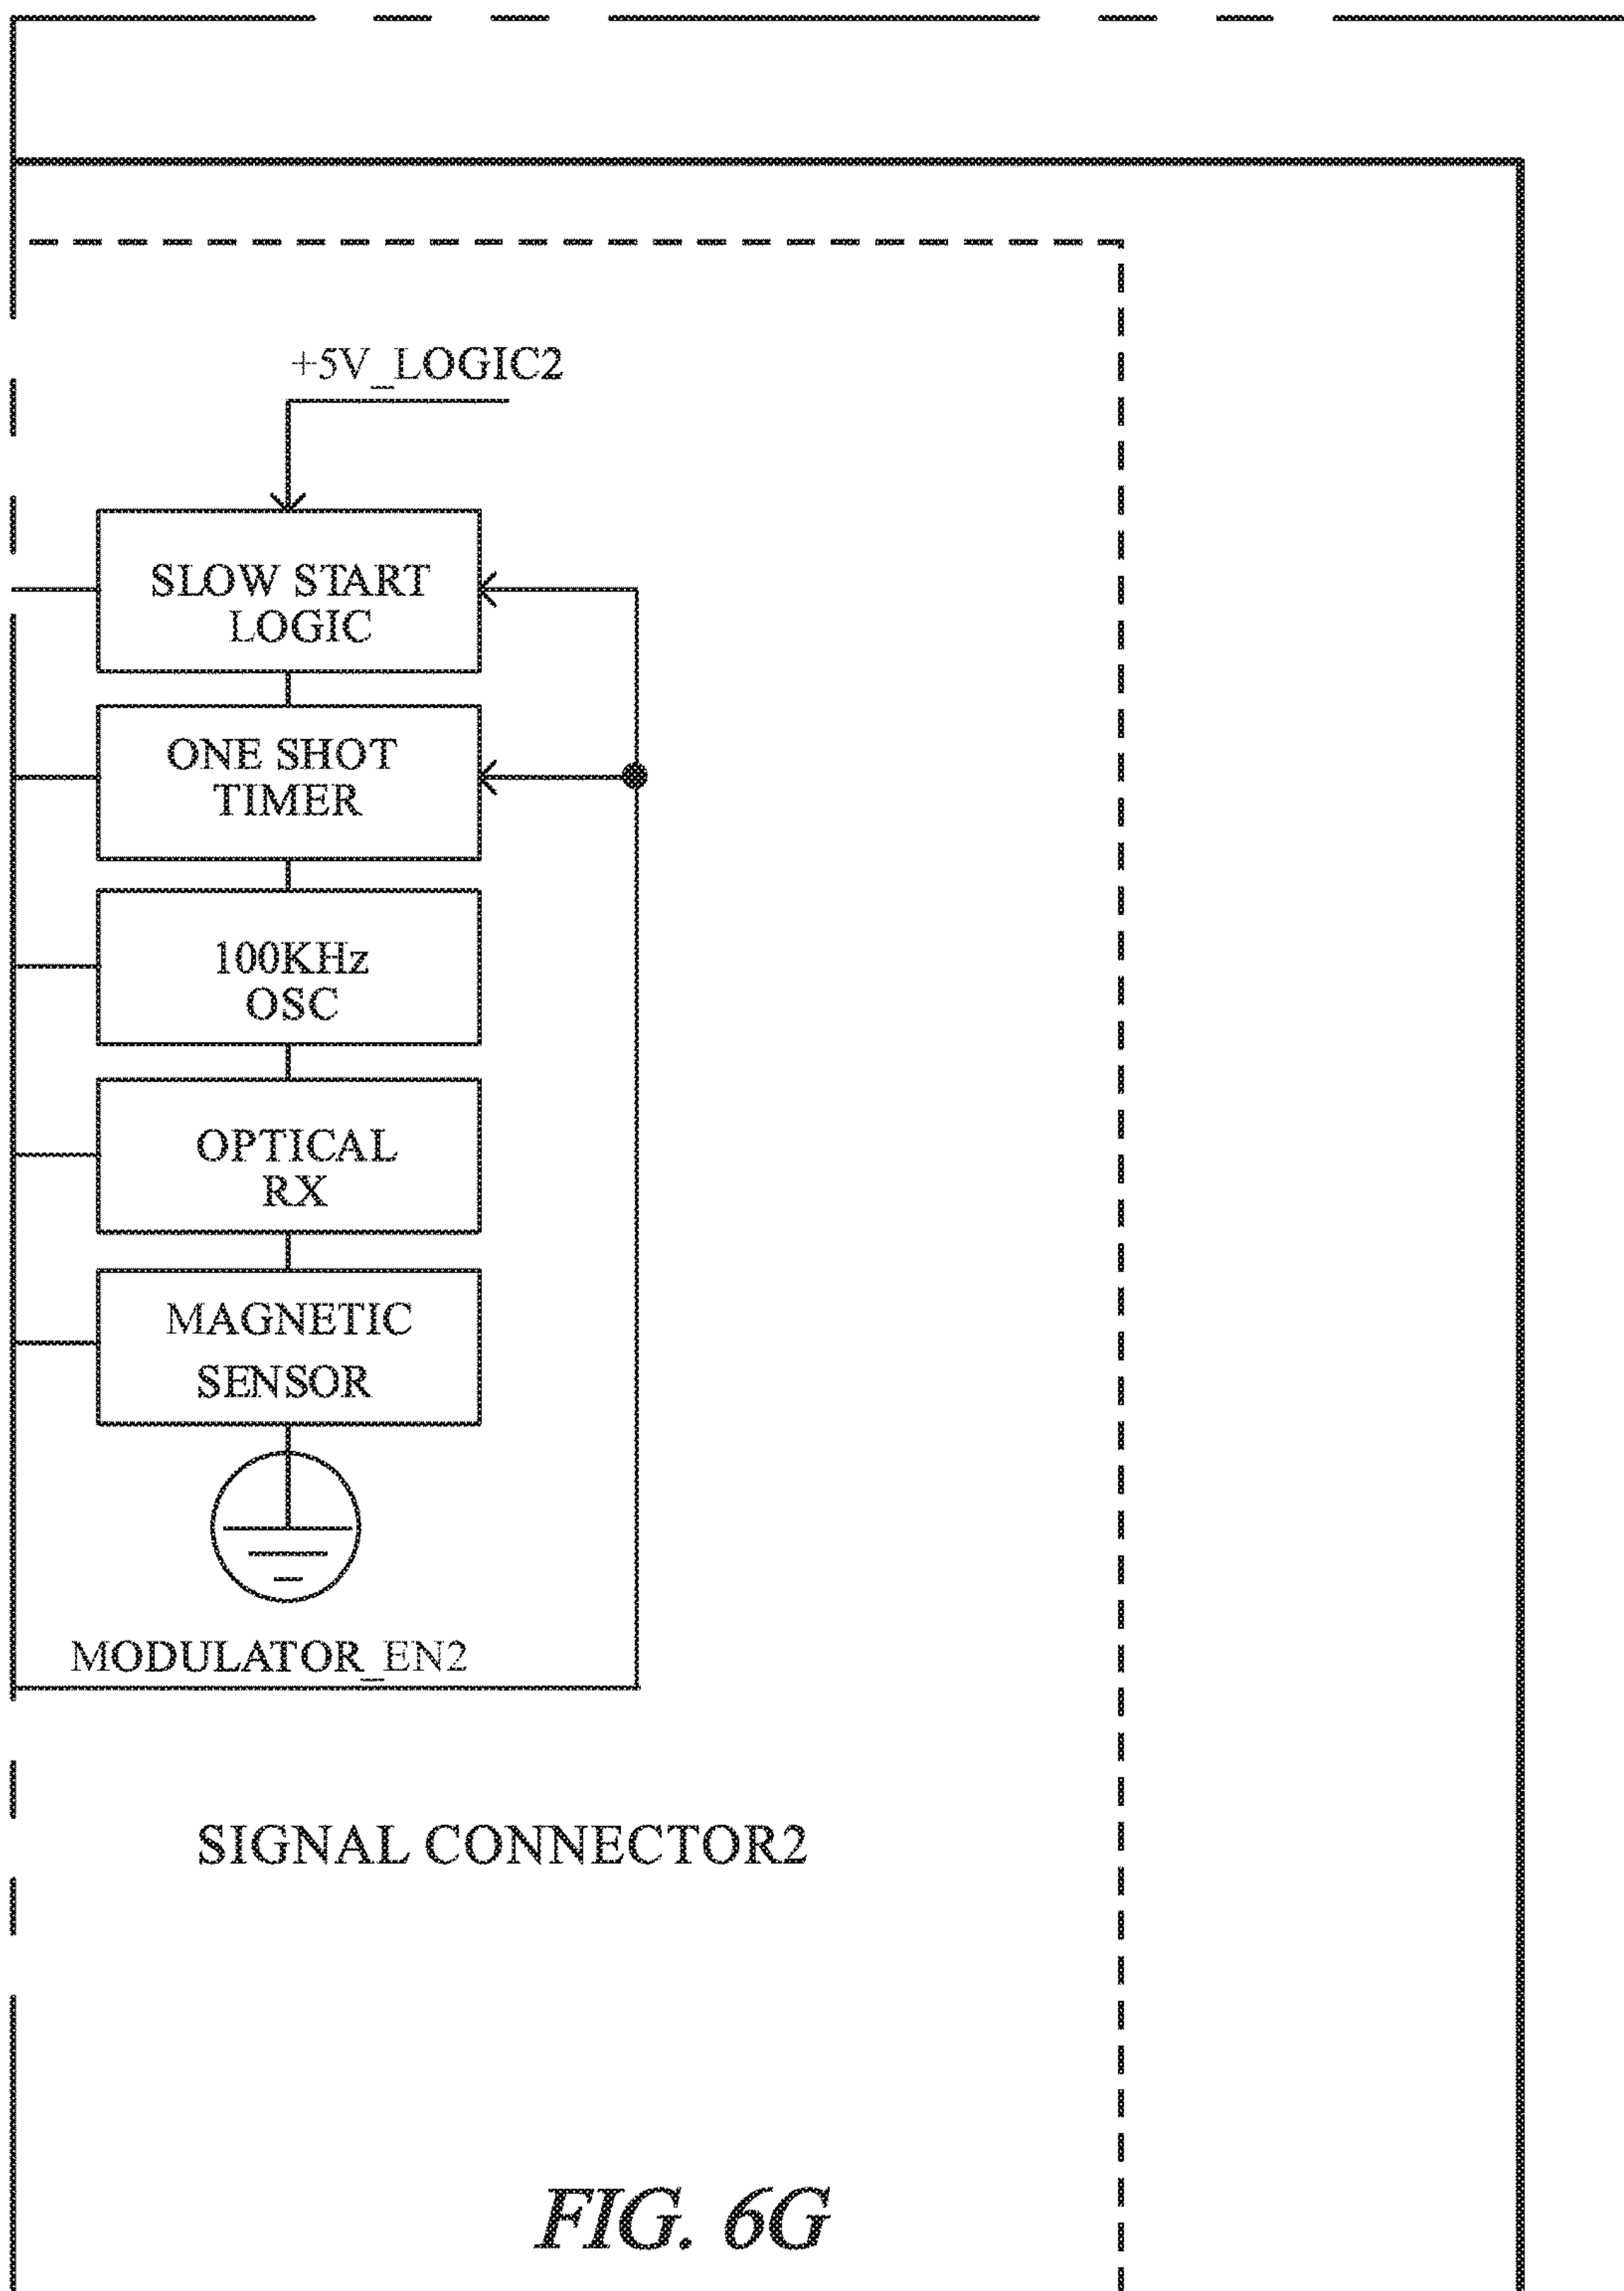 +5V_LOGIC2
SLOW START
LOGIC
ONE SHOT
TIMER
100KHz
OSC
OPTICAL
RX
MAGNETIC
SENSOR
MODULATOR_EN2
SIGNAL CONNECTOR2
FIG. 6G